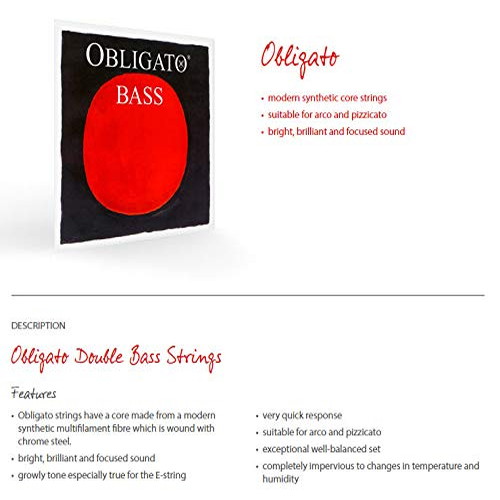 OBLIGATO®
BASS
Obligato
• modern synthetic core strings
• suitable for arco and pizzicato
• bright, brilliant and focused sound
DESCRIPTION
Obligato Double Bass Strings
Features
• Obligato strings have a core made from a modern
synthetic multifilament fibre which is wound with
chrome steel.
• bright, brilliant and focused sound
• growly tone especially true for the E-string
• very quick response
• suitable for arco and pizzicato
• exceptional well-balanced set
• completely impervious to changes in temperature and
humidity